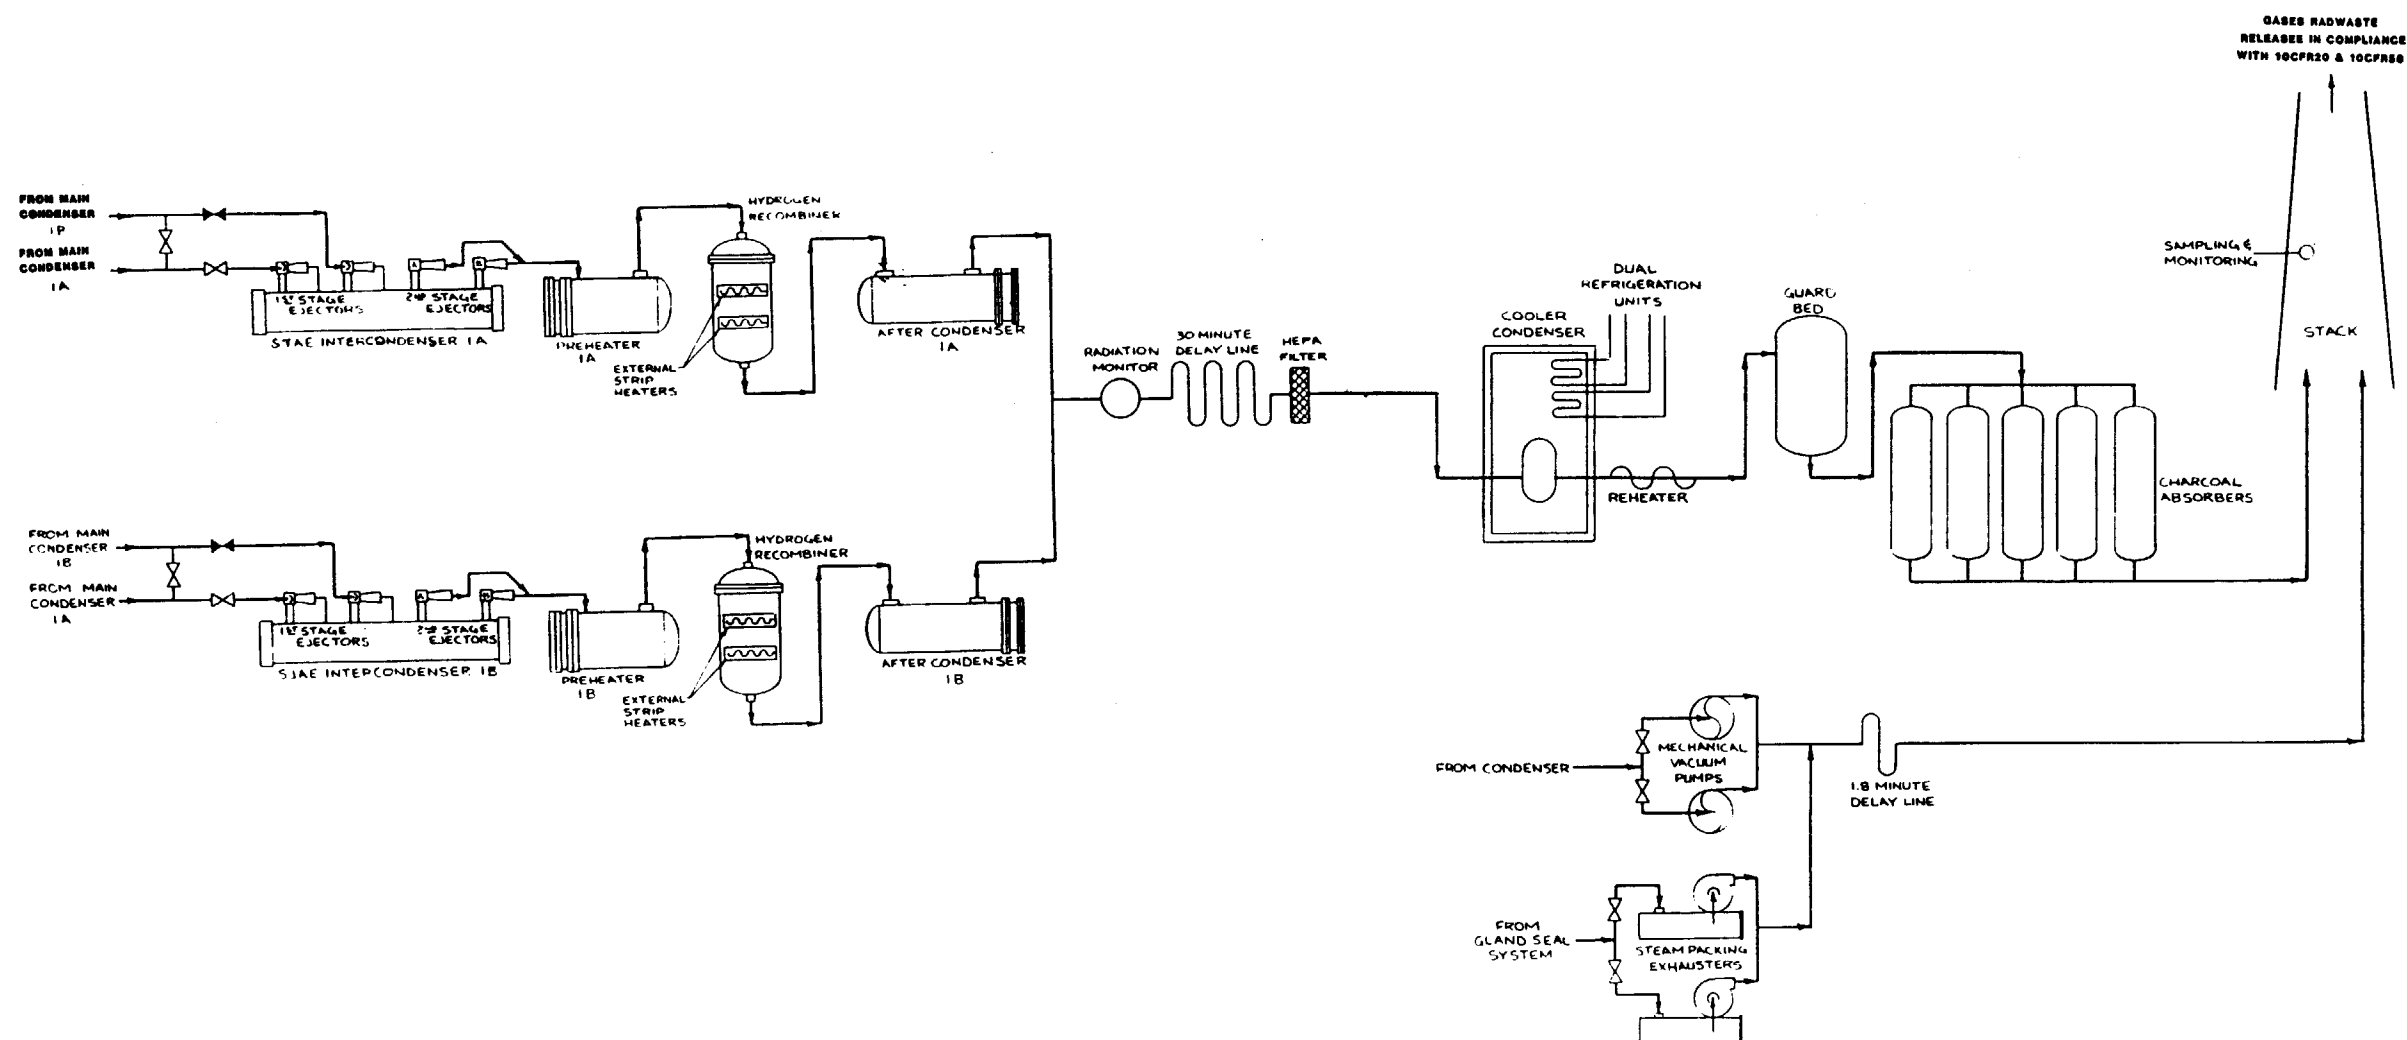 GASES RADWASTE
RELEASEE IN COMPLIANCE
WITH 10CFR20 & 10CFR50
FROM MAIN
CONDENSER
1P
FROM MAIN
CONDENSER
1A
1ST STAGE
EJECTORS
2ND STAGE
EJECTORS
STAE INTERCONDENSER 1A
PREHEATER
1A
HYDROGEN
RECOMBINER
EXTERNAL
STRIP
HEATERS
AFTER CONDENSER
1A
RADIATION
MONITOR
30 MINUTE
DELAY LINE
HEPA
FILTER
COOLER
CONDENSER
DUAL
REFRIGERATION
UNITS
REHEATER
GUARD
BED
CHARCOAL
ABSORBERS
SAMPLING &
MONITORING
STACK
FROM MAIN
CONDENSER
1B
FROM MAIN
CONDENSER
1A
1ST STAGE
EJECTORS
2ND STAGE
EJECTORS
SJAE INTERCONDENSER 1B
PREHEATER
1B
HYDROGEN
RECOMBINER
EXTERNAL
STRIP
HEATERS
AFTER CONDENSER
1B
FROM CONDENSER
MECHANICAL
VACUUM
PUMPS
1.8 MINUTE
DELAY LINE
FROM
GLAND SEAL
SYSTEM
STEAM PACKING
EXHAUSTERS